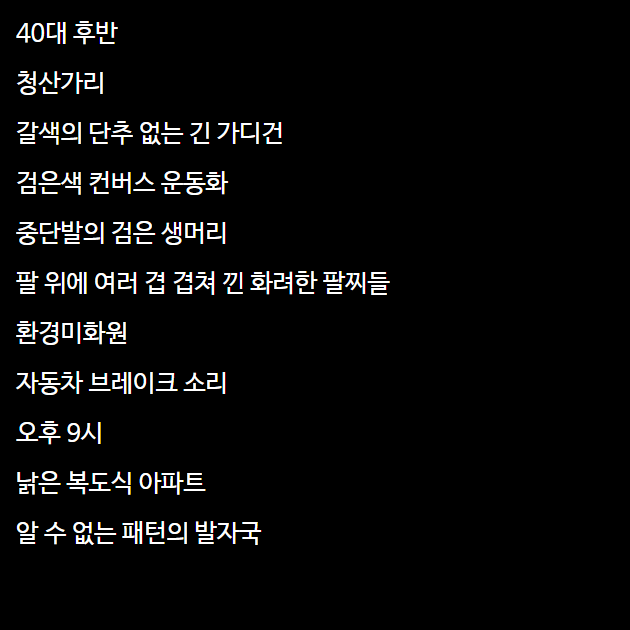 40대 후반
청산가리
갈색의 단추 없는 긴 가디건
검은색 컨버스 운동화
중단발의 검은 생머리
팔 위에 여러 겹 겹쳐 낀 화려한 팔찌들
환경미화원
자동차 브레이크 소리
오후 9시
낡은 복도식 아파트
알 수 없는 패턴의 발자국